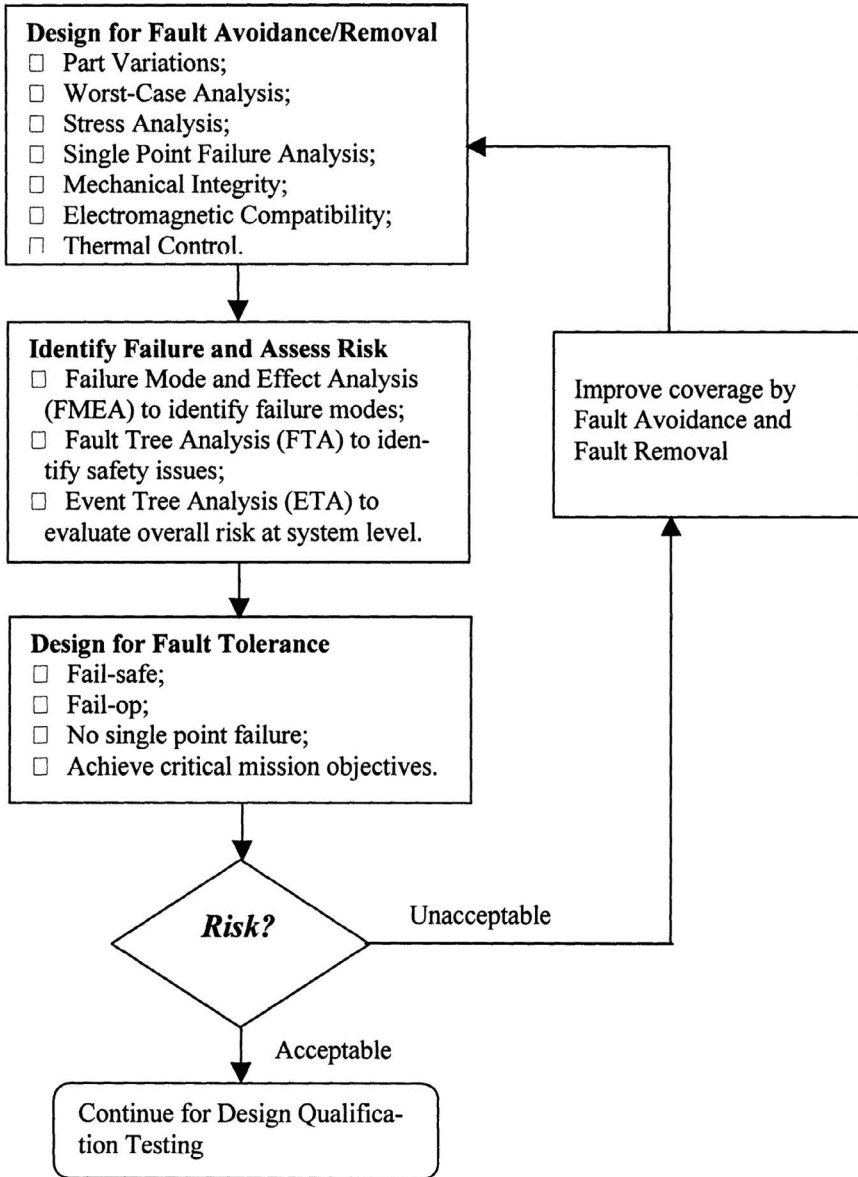 Design for Fault Avoidance/Removal
□ Part Variations;
□ Worst-Case Analysis;
□ Stress Analysis;
□ Single Point Failure Analysis;
□ Mechanical Integrity;
□ Electromagnetic Compatibility;
□ Thermal Control.
Identify Failure and Assess Risk
□ Failure Mode and Effect Analysis
(FMEA) to identify failure modes;
□ Fault Tree Analysis (FTA) to iden-
tify safety issues;
□ Event Tree Analysis (ETA) to
evaluate overall risk at system level.
Improve coverage by
Fault Avoidance and
Fault Removal
Design for Fault Tolerance
□ Fail-safe;
□ Fail-op;
□ No single point failure;
□ Achieve critical mission objectives.
Risk?
Unacceptable
Acceptable
Continue for Design Qualifica-
tion Testing